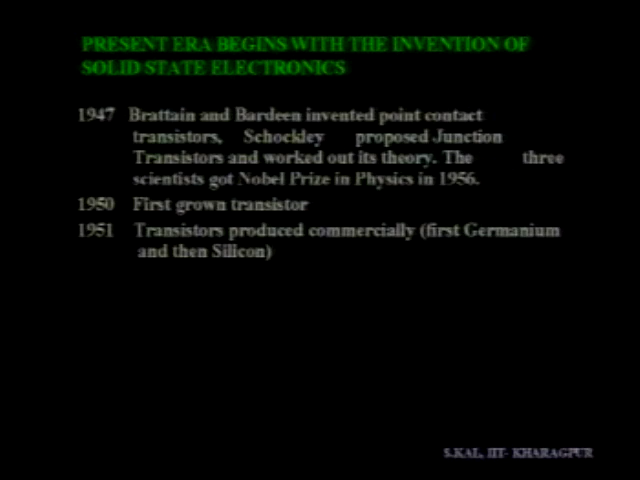 PRESENT ERA BEGINS WITH THE INVENTION OF
SOLID STATE ELECTRONICS
1947 Brattain and Bardeen invented point contact
transistors, Schockley proposed Junction
Transistors and worked out its theory. The three
scientists got Nobel Prize in Physics in 1956.
1950 First grown transistor
1951 Transistors produced commercially (first Germanium
and then Silicon)
S.KAL, IIT- KHARAGPUR